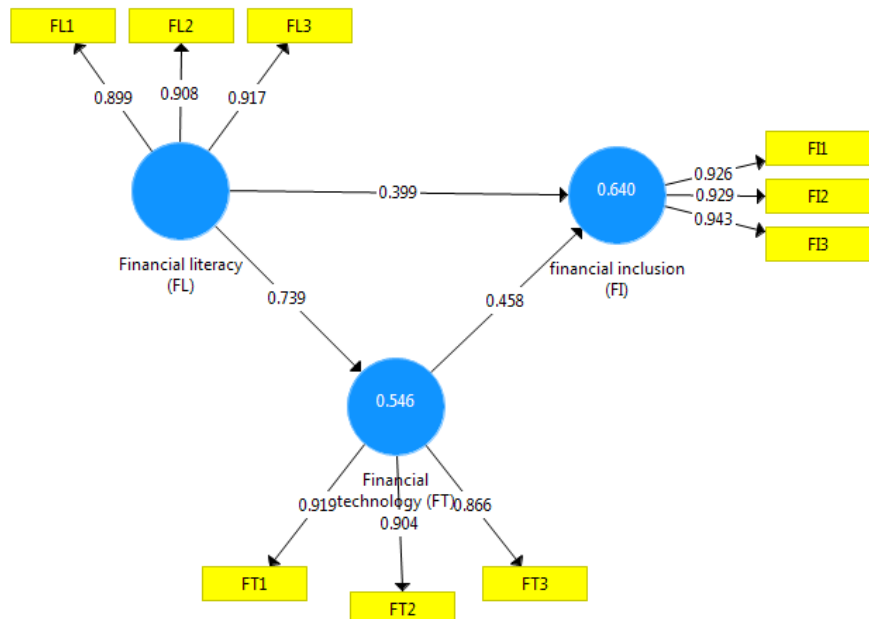 FL1
FL2
FL3
0.899
0.908
0.917
FI1
0.926
0.640
0.929
FI2
0.399
0.943
FI3
Financial literacy
(FL)
financial inclusion
(FI)
0.739
0.458
0.546
Financial
technology (FT)
0.919
0.904
0.866
FT1
FT2
FT3